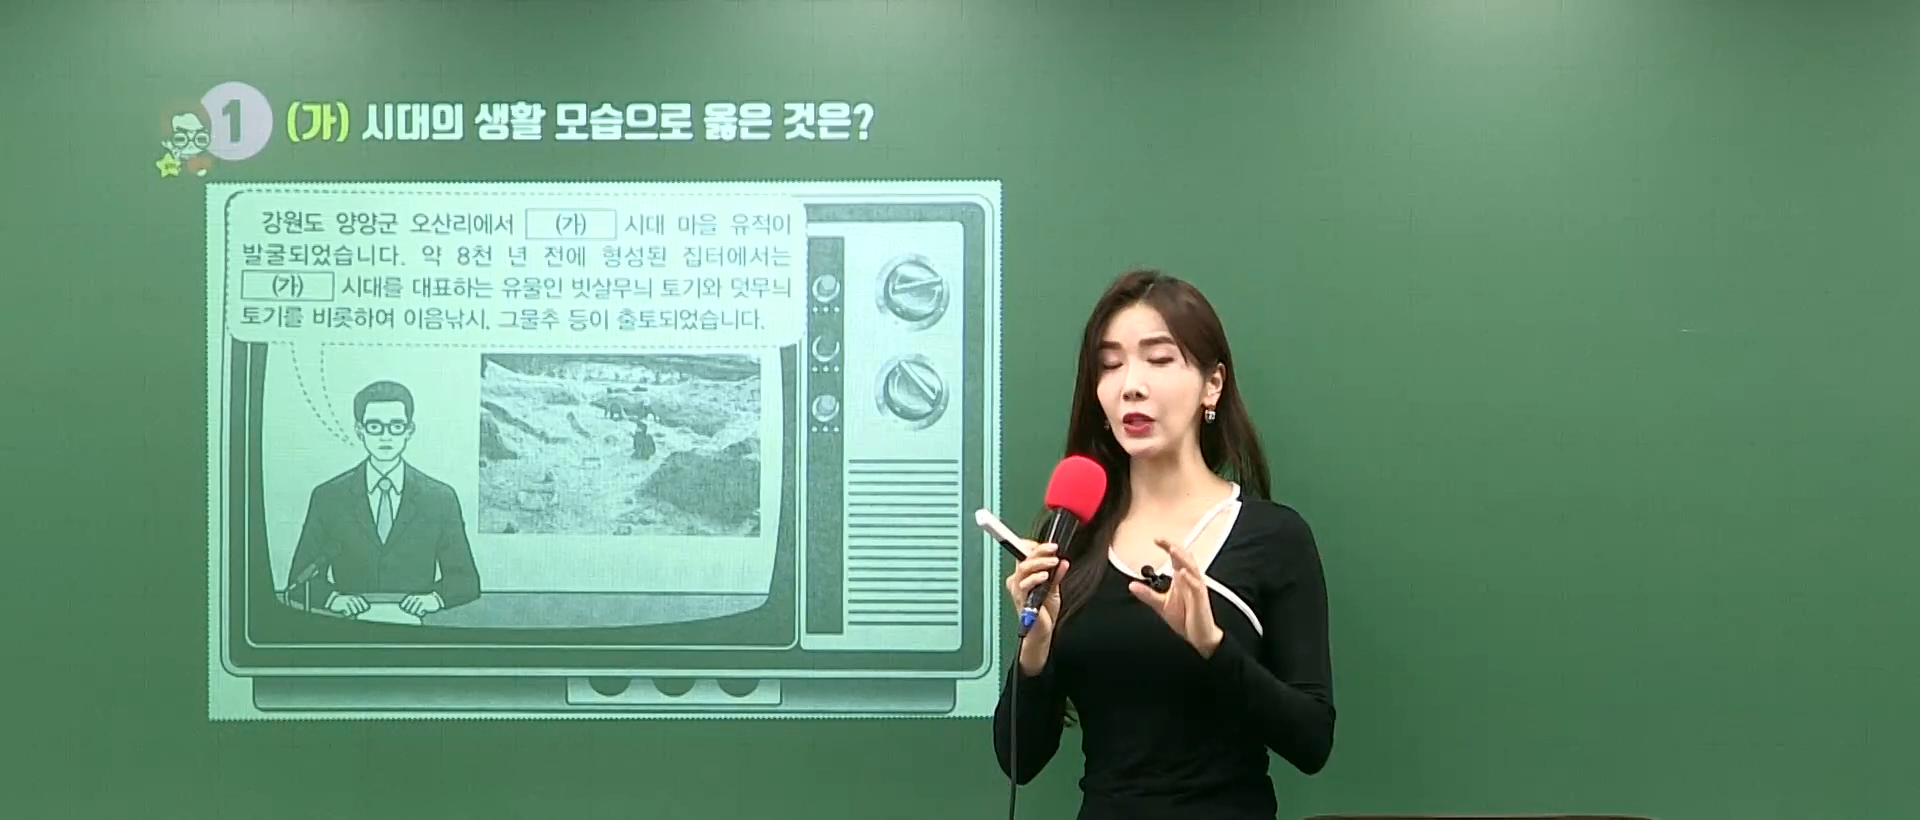 1 (가) 시대의 생활 모습으로 옳은 것은?
강원도 양양군 오산리에서 (가) 시대 마을 유적이
발굴되었습니다. 약 8천 년 전에 형성된 집터에서는
(가) 시대를 대표하는 유물인 빗살무늬 토기와 덧무늬
토기를 비롯하여 이음낚시, 그물추 등이 출토되었습니다.